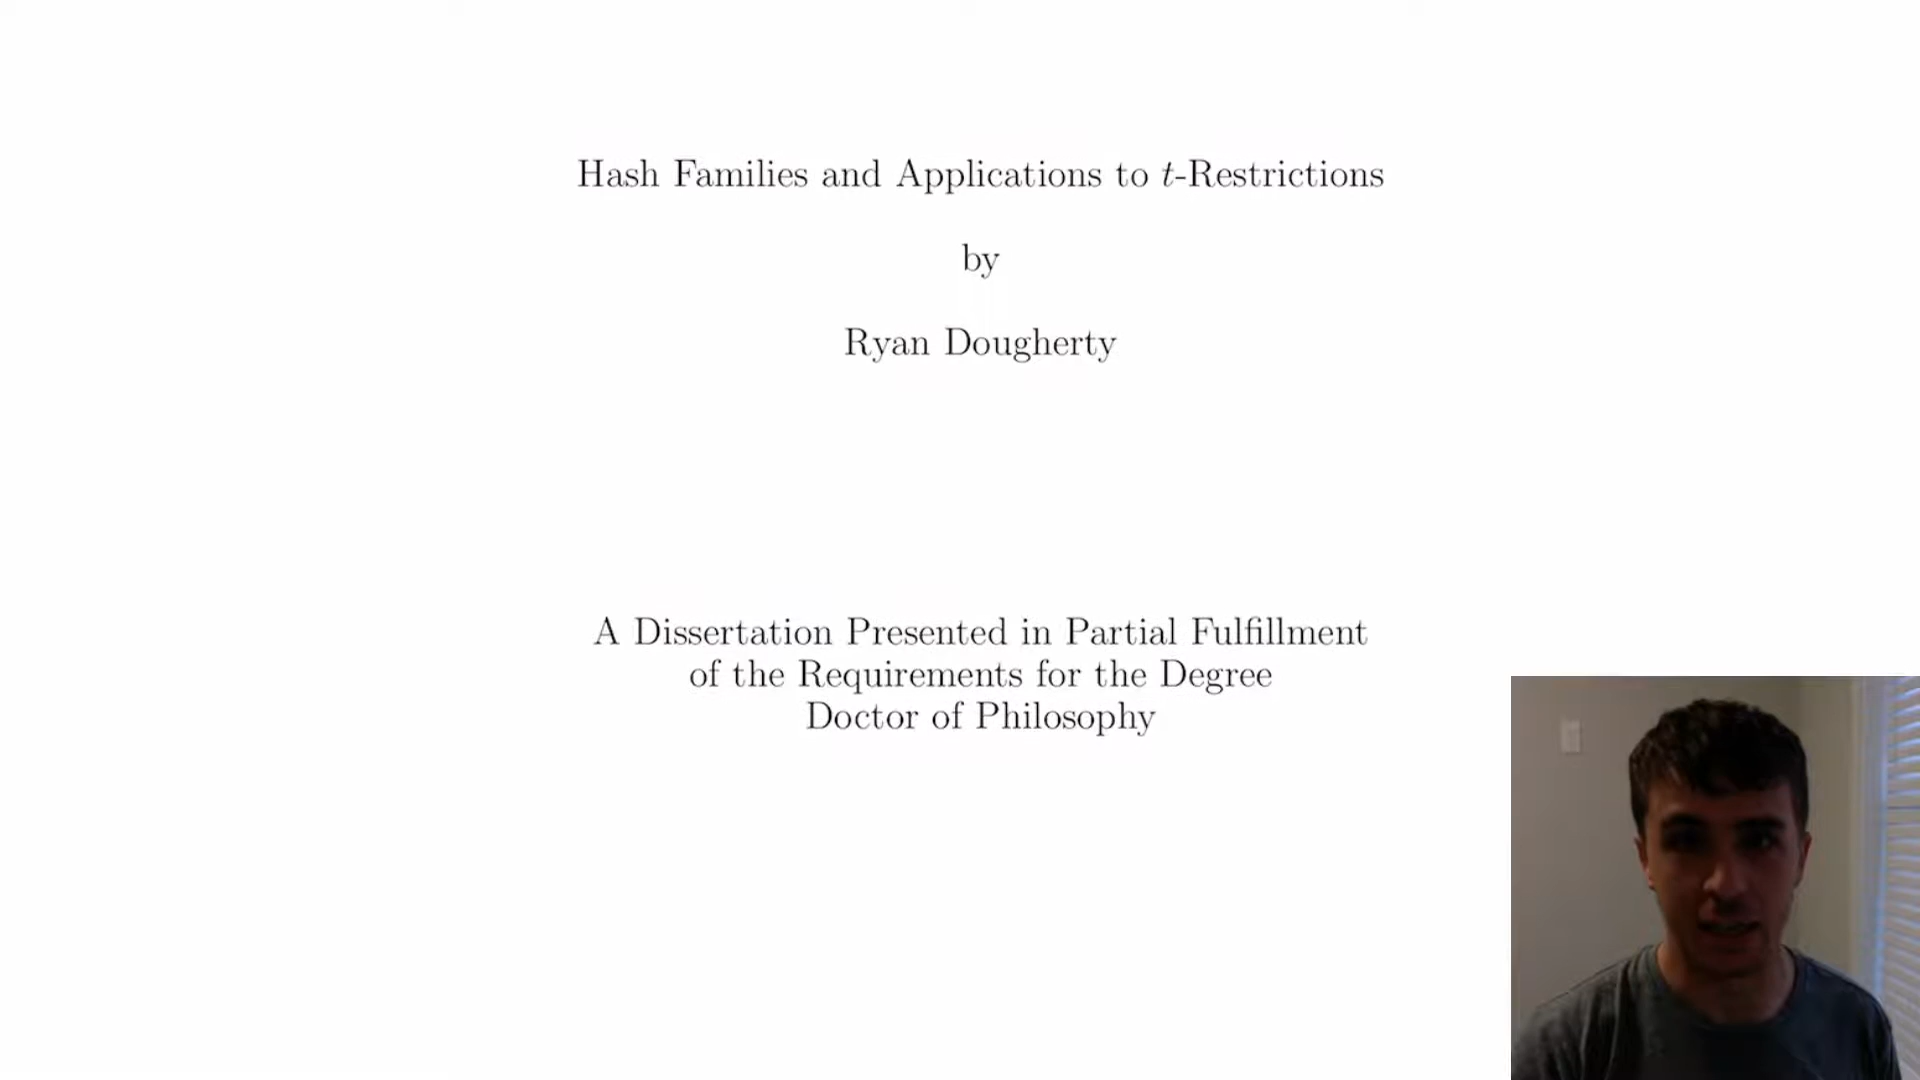 Hash Families and Applications to t-Restrictions
by
Ryan Dougherty
A Dissertation Presented in Partial Fulfillment
of the Requirements for the Degree
Doctor of Philosophy